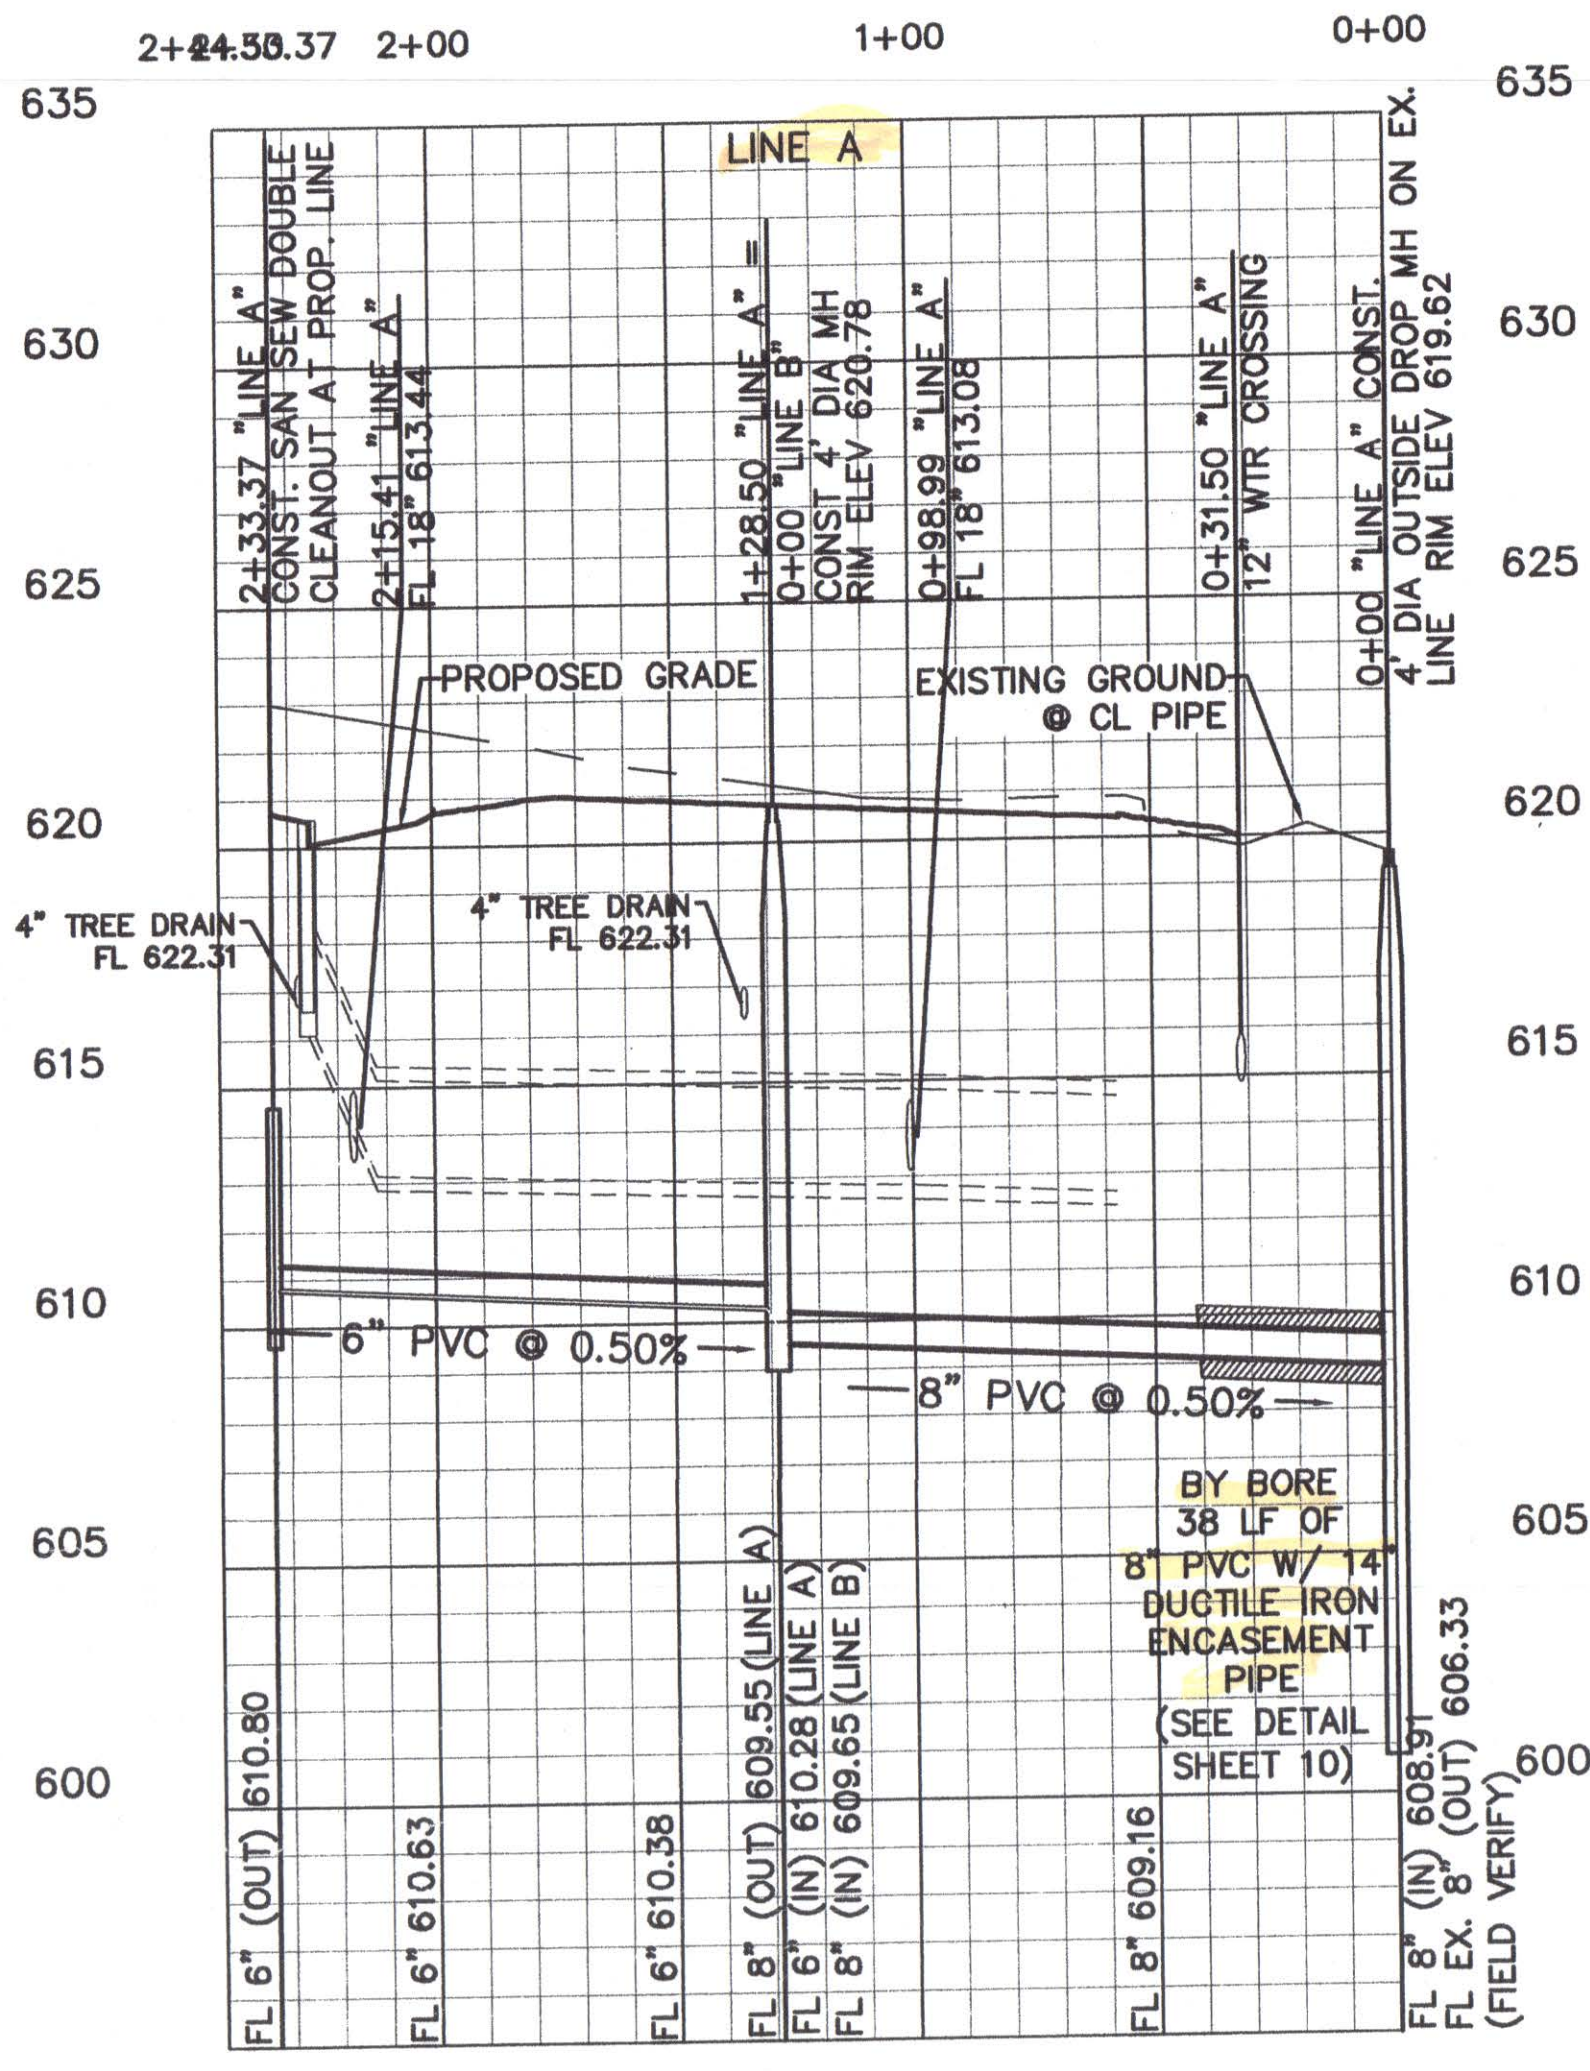 2+00
1+00
0+00
635
635
LINE A
2+33.37 "LINE A"
CONST. SAN SEW DOUBLE
CLEANOUT AT PROP. LINE
2+15.41 "LINE A"
FL 18" 613.44
1+28.50 "LINE A" =
0+00 "LINE B"
CONST 4' DIA MH
RIM ELEV 620.78
0+98.99 "LINE A"
FL 18" 613.08
0+31.50 "LINE A"
12" WTR CROSSING
0+00 "LINE A" CONST.
4' DIA OUTSIDE DROP MH ON EX.
LINE RIM ELEV 619.62
630
630
625
625
PROPOSED GRADE
EXISTING GROUND
@ CL PIPE
620
620
4" TREE DRAIN
FL 622.31
4" TREE DRAIN
FL 622.31
615
615
610
610
6" PVC @ 0.50%
8" PVC @ 0.50%
BY BORE
38 LF OF
8" PVC W/ 14"
DUCTILE IRON
ENCASEMENT
PIPE
(SEE DETAIL
SHEET 10)
605
605
600
600
FL 6" (OUT) 610.80
FL 6" 610.63
FL 6" 610.38
FL 8" (OUT) 609.55 (LINE A)
FL 6" (IN) 610.28 (LINE A)
FL 8" (IN) 609.65 (LINE B)
FL 8" 609.16
FL 8" (IN) 608.91
FL EX. 8" (OUT) 606.33
(FIELD VERIFY)